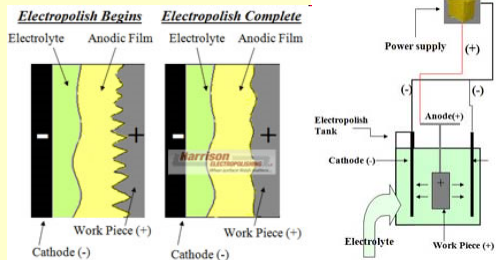 Electropolish Begins
Electrolyte
Anodic Film
-
+
Work Piece (+)
Cathode (-)
Electropolish Complete
Electrolyte
Anodic Film
-
+
Harrison
ELECTROPOLISHING
Work Piece (+)
Cathode (-)
Power supply
(+)
(-)
(-)
Anode(+)
Electropolish
Tank
Cathode (-)
+
Electrolyte
Work Piece (+)